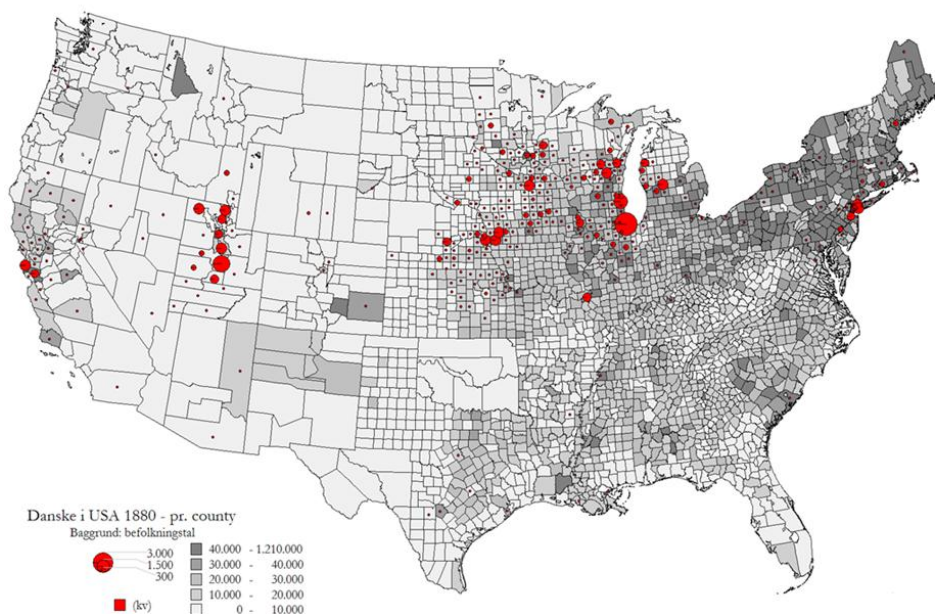 Danske i USA 1880 - pr. county
Baggrund: befolkningstal
3.000
1.500
300
(kv)
40.000 - 1.210.000
30.000 - 40.000
20.000 - 30.000
10.000 - 20.000
0 - 10.000